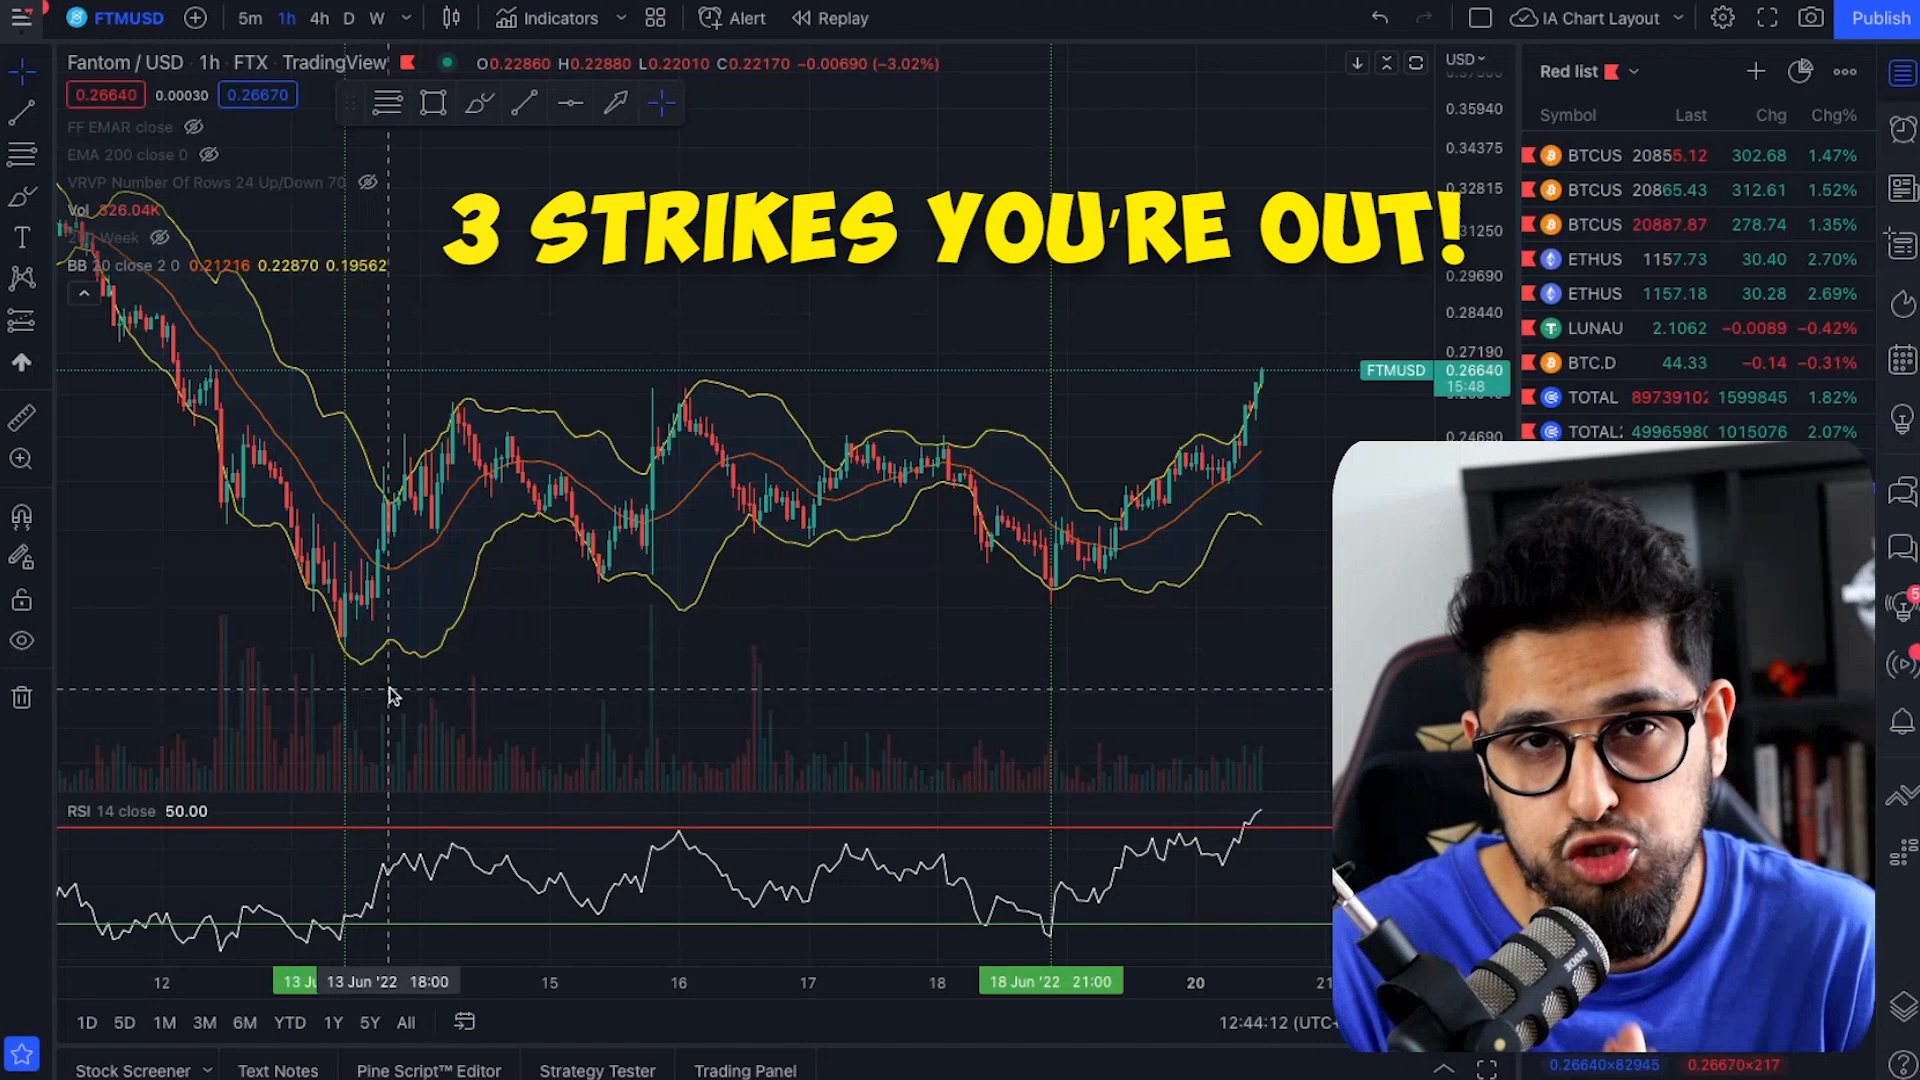 FTMUSD 5m 1h 4h D W Indicators Alert Replay IA Chart Layout Publish
Fantom / USD · 1h · FTX · TradingView O0.22860 H0.22880 L0.22010 C0.22170 −0.00690 (−3.02%)
USD
0.26640 0.00030 0.26670
FF EMAR close
EMA 200 close 0
VRVP Number Of Rows 24 Up/Down 70
Vol 326.04K
Week
BB 20 close 2 0 0.21216 0.22870 0.19562
3 STRIKES YOU'RE OUT!
0.35940
0.34375
0.32815
0.31250
0.29690
0.28440
0.27190
FTMUSD 0.26640
15:48
0.24690
Red list
Symbol Last Chg Chg%
BTCUS 20855.12 302.68 1.47%
BTCUS 20865.43 312.61 1.52%
BTCUS 20887.87 278.74 1.35%
ETHUS 1157.73 30.40 2.70%
ETHUS 1157.18 30.28 2.69%
LUNAU 2.1062 −0.0089 −0.42%
BTC.D 44.33 −0.14 −0.31%
TOTAL 89739102 1599845 1.82%
TOTAL: 49965980 1015076 2.07%
RSI 14 close 50.00
12 13 Ju 13 Jun '22 18:00 15 16 17 18 18 Jun '22 21:00 20 21
1D 5D 1M 3M 6M YTD 1Y 5Y All
12:44:12 (UTC
Stock Screener Text Notes Pine Script™ Editor Strategy Tester Trading Panel
0.26640×82945 0.26670×217
RODE
5